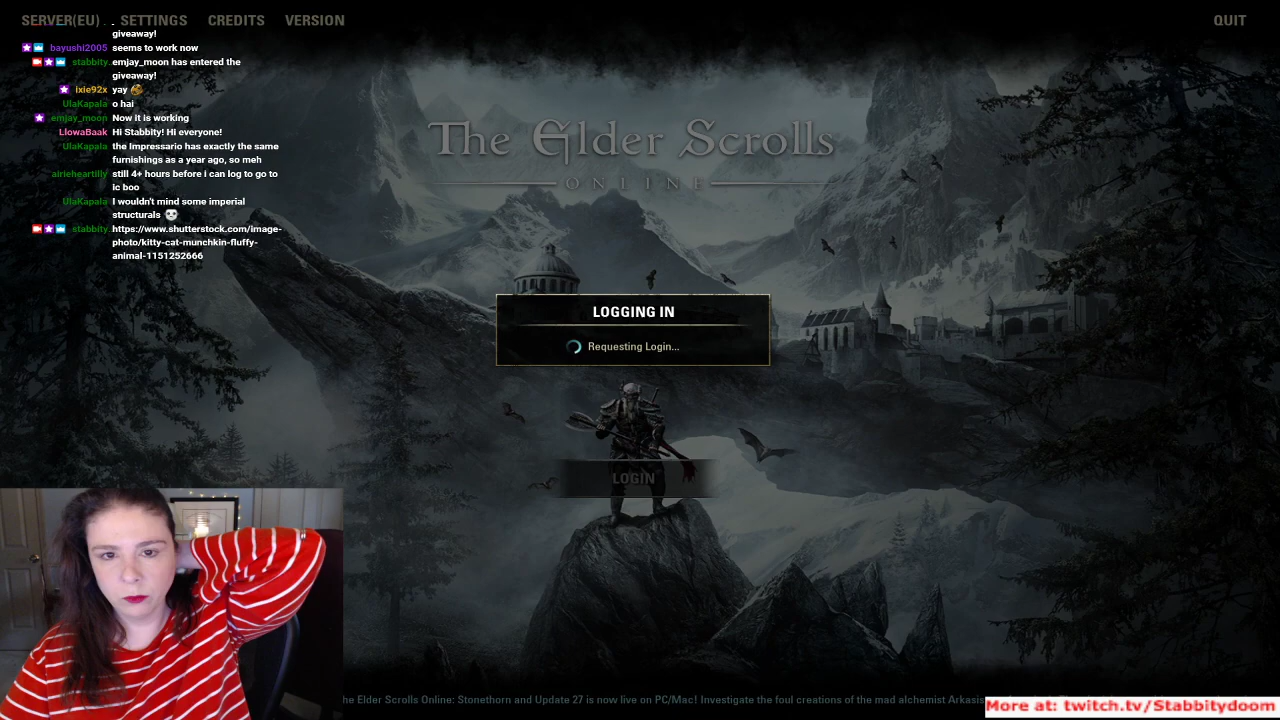 SERVER(EU) SETTINGS CREDITS VERSION QUIT
giveaway!
bayushi2005 seems to work now
stabbity. emjay_moon has entered the
giveaway!
ixie92x yay
UlaKapala o hai
emjay_moon Now it is working
LlowaBaak Hi Stabbity! Hi everyone!
UlaKapala the Impressario has exactly the same
furnishings as a year ago, so meh
airieheartilly still 4+ hours before i can log to go to
ic boo
UlaKapala I wouldn't mind some imperial
structurals
stabbity. https://www.shutterstock.com/image-
photo/kitty-cat-munchkin-fluffy-
animal-1151252666
The Elder Scrolls
ONLINE
LOGGING IN
Requesting Login...
LOGIN
he Elder Scrolls Online: Stonethorn and Update 27 is now live on PC/Mac! Investigate the foul creations of the mad alchemist Arkasis
More at: twitch.tv/Stabbitydoom